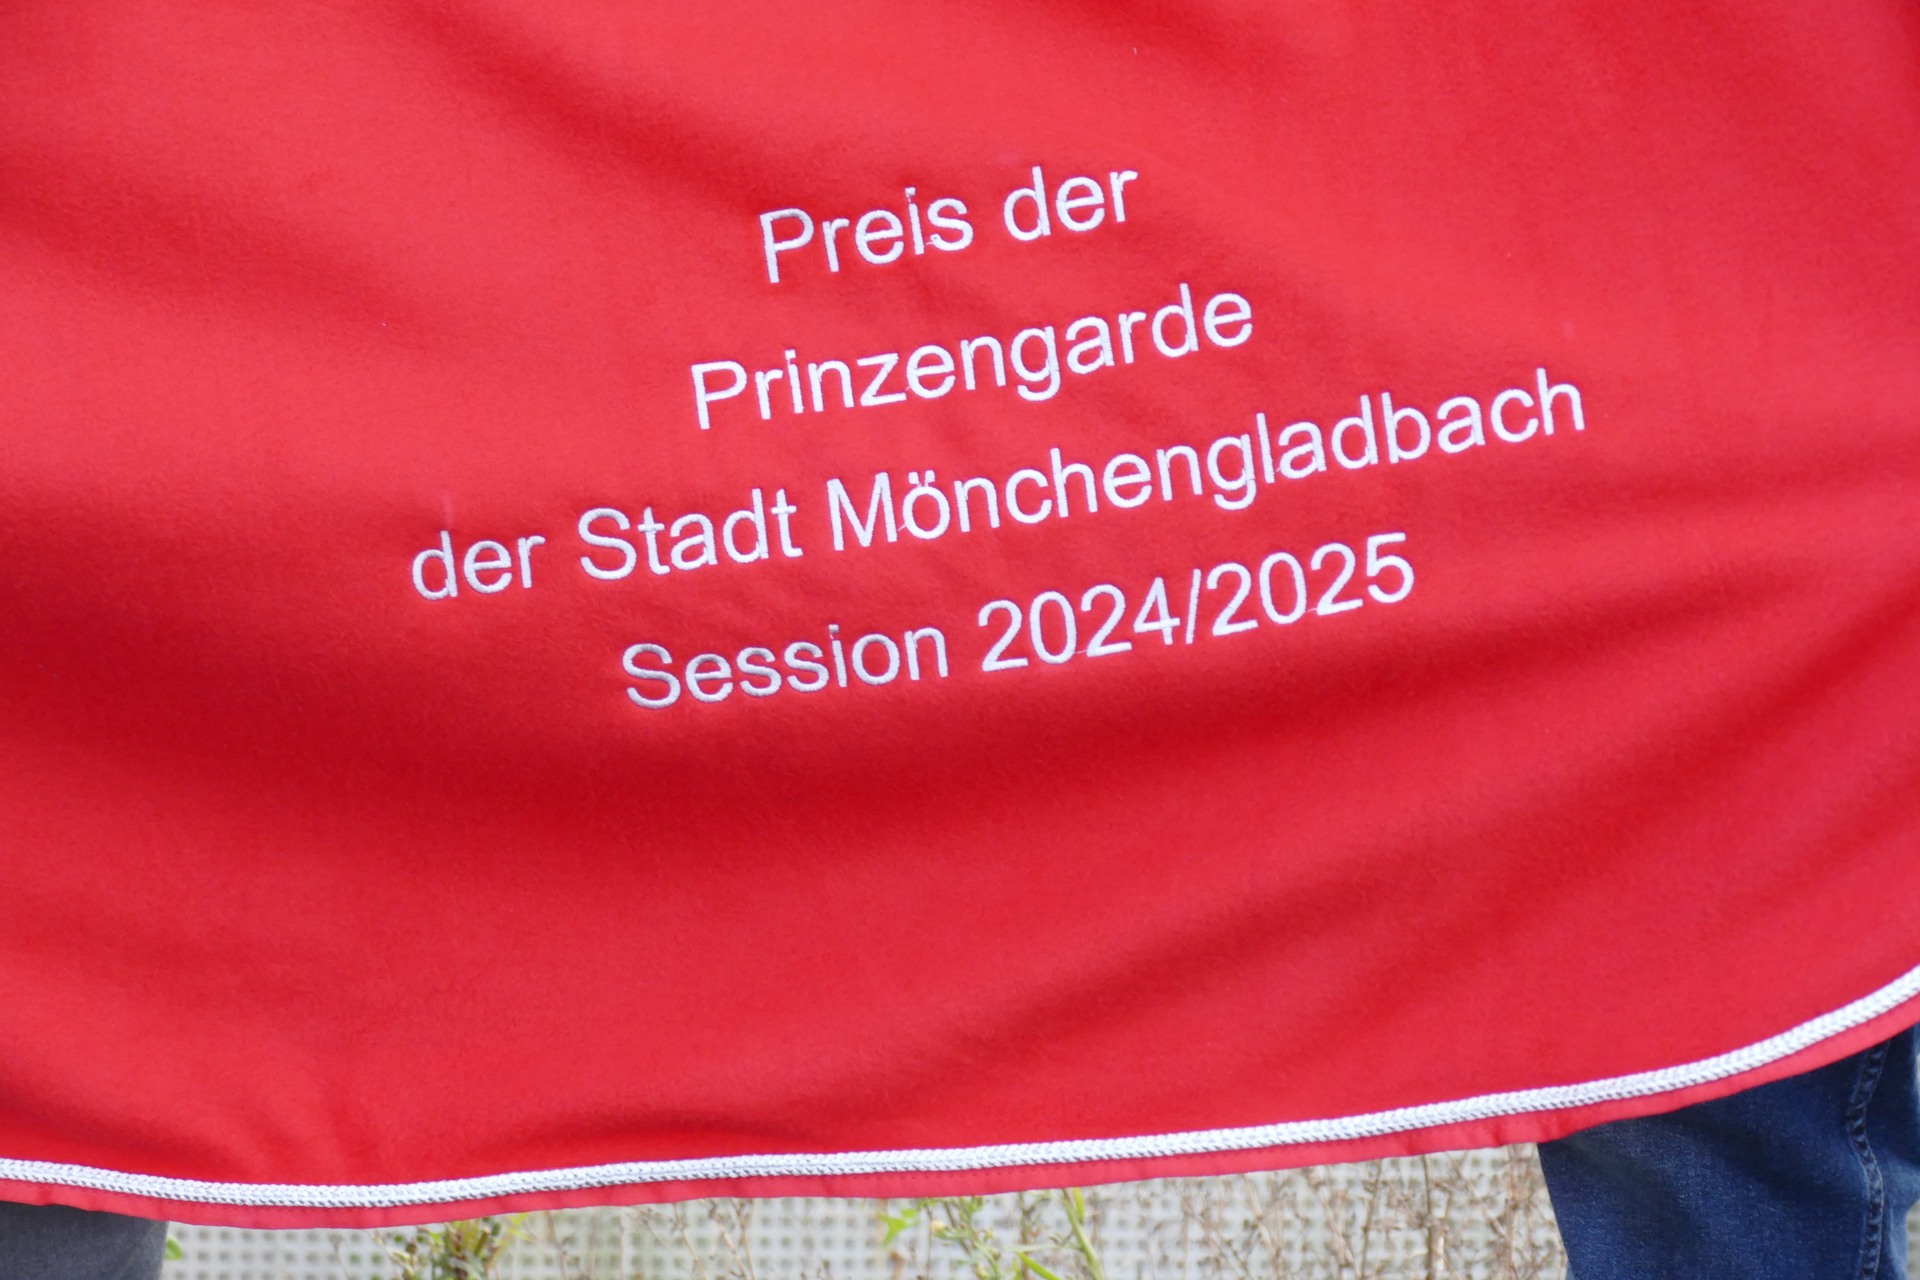 Preis der
Prinzengarde
der Stadt Mönchengladbach
Session 2024/2025